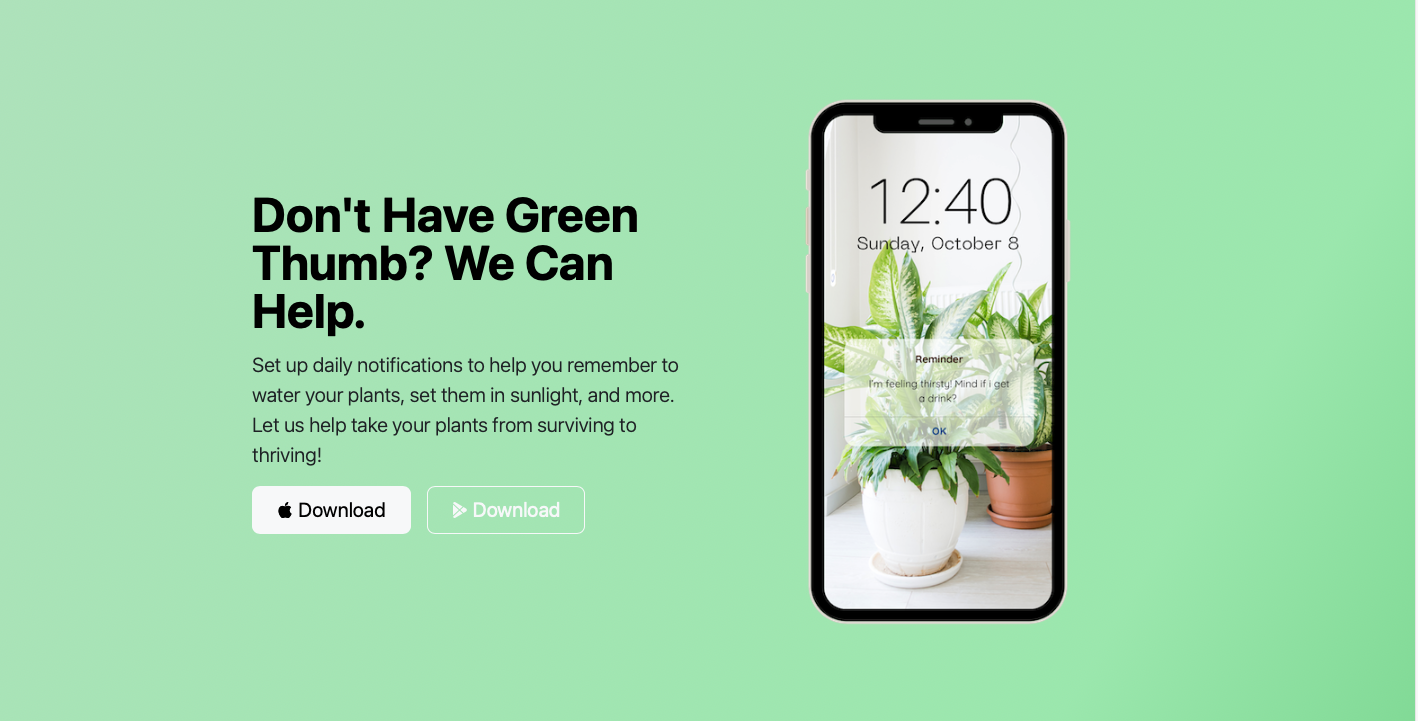 Don't Have Green
Thumb? We Can
Help.
Set up daily notifications to help you remember to
water your plants, set them in sunlight, and more.
Let us help take your plants from surviving to
thriving!
Download
Download
12:40
Sunday, October 8
Reminder
I'm feeling thirsty! Mind if i get
a drink?
OK